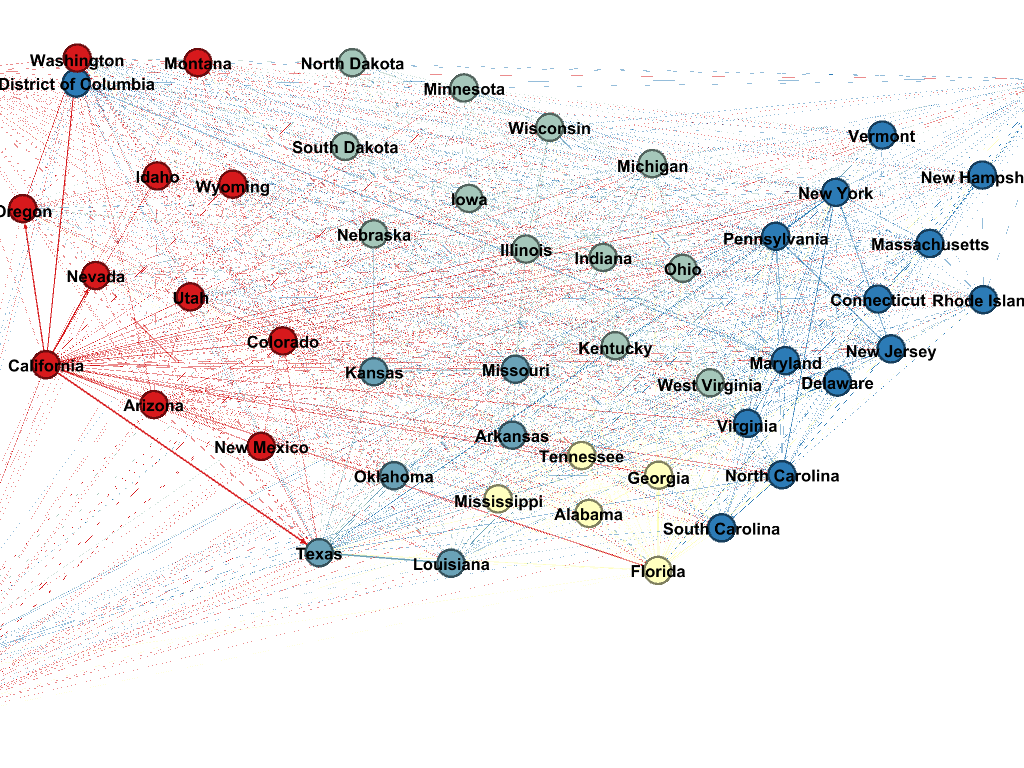 Washington
Montana
North Dakota
District of Columbia
Minnesota
Wisconsin
Vermont
South Dakota
Michigan
Idaho
Wyoming
New Hampsh
New York
Iowa
Oregon
Nebraska
Pennsylvania
Massachusetts
Illinois
Indiana
Ohio
Nevada
Utah
Connecticut
Rhode Islan
Colorado
Kentucky
New Jersey
California
Kansas
Missouri
Maryland
West Virginia
Delaware
Arizona
Virginia
Arkansas
New Mexico
Tennessee
Oklahoma
Georgia
North Carolina
Mississippi
Alabama
South Carolina
Texas
Louisiana
Florida